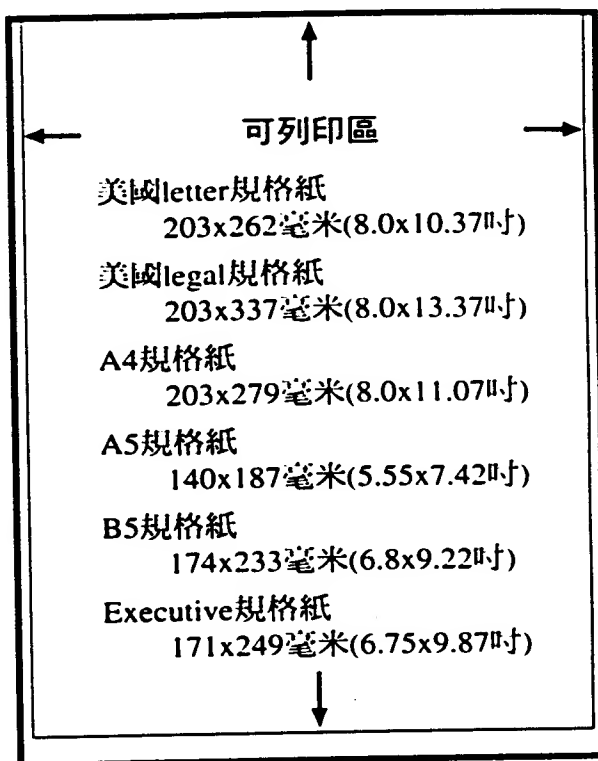 可列印區
美國letter規格紙
203x262毫米(8.0x10.37吋)
美國legal規格紙
203x337毫米(8.0x13.37吋)
A4規格紙
203x279毫米(8.0x11.07吋)
A5規格紙
140x187毫米(5.55x7.42吋)
B5規格紙
174x233毫米(6.8x9.22吋)
Executive規格紙
171x249毫米(6.75x9.87吋)